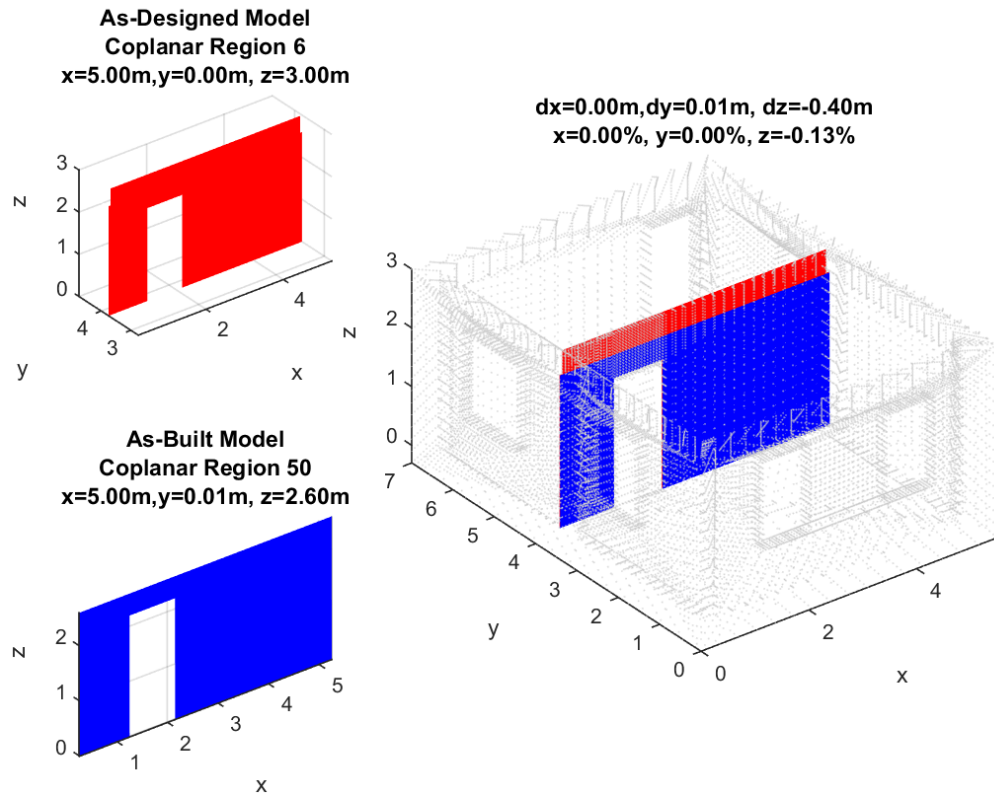 As-Designed Model
Coplanar Region 6
x=5.00m,y=0.00m, z=3.00m
3
2
1
0
z
4
3
y
2
4
x
z
As-Built Model
Coplanar Region 50
x=5.00m,y=0.01m, z=2.60m
2
1
0
z
1
2
3
4
5
x
dx=0.00m,dy=0.01m, dz=-0.40m
x=0.00%, y=0.00%, z=-0.13%
3
2
1
0
7
6
5
4
3
2
1
0
y
0
2
4
x